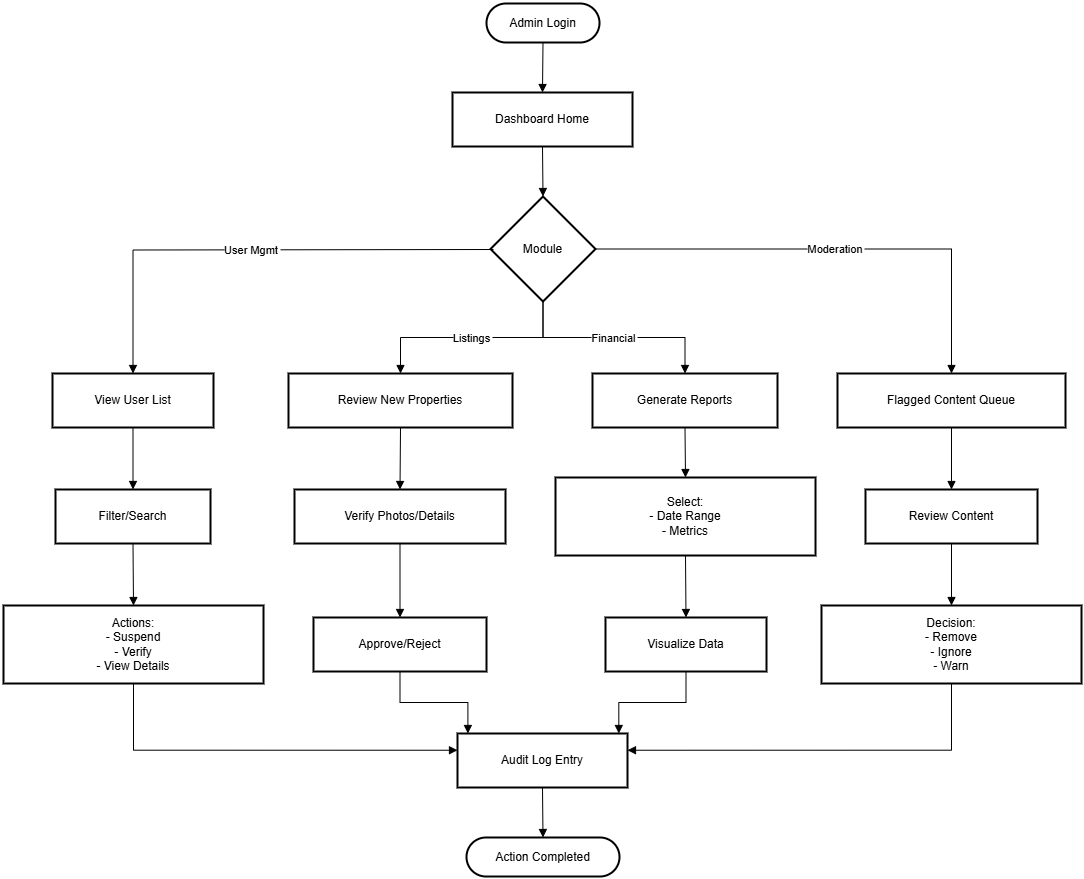 Admin Login
Dashboard Home
Module
User Mgmt
Moderation
Listings
Financial
View User List
Review New Properties
Generate Reports
Flagged Content Queue
Filter/Search
Verify Photos/Details
Select:
- Date Range
- Metrics
Review Content
Actions:
- Suspend
- Verify
- View Details
Approve/Reject
Visualize Data
Decision:
- Remove
- Ignore
- Warn
Audit Log Entry
Action Completed